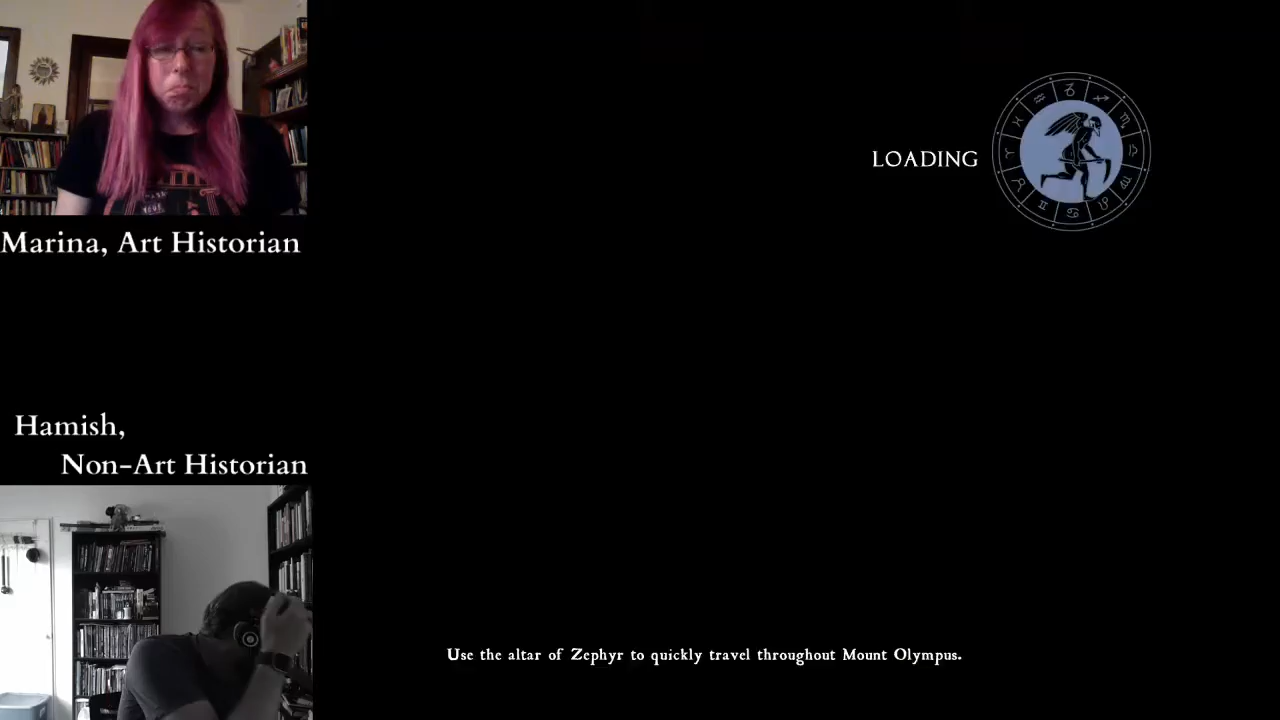 Marina, Art Historian
LOADING
Hamish,
Non-Art Historian
Use the altar of Zephyr to quickly travel throughout Mount Olympus.